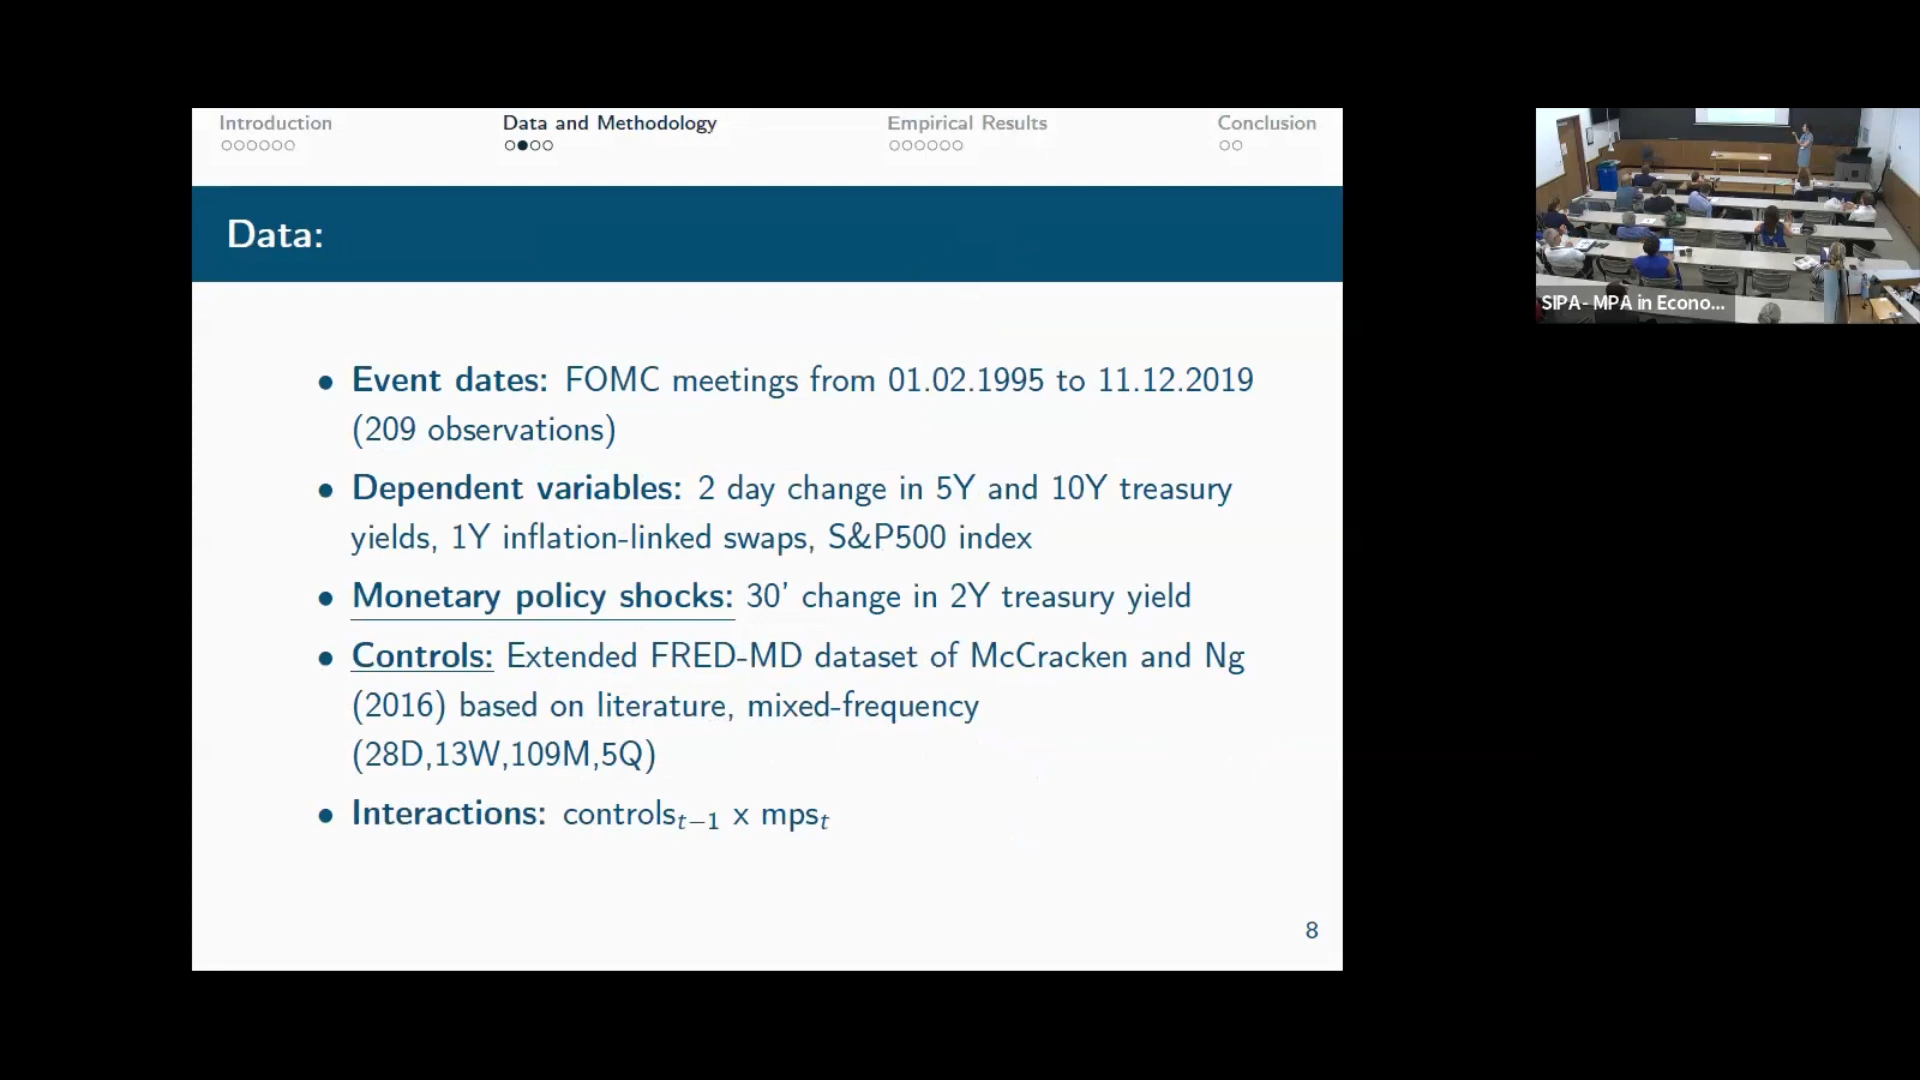 Introduction
Data and Methodology
Empirical Results
Conclusion
Data:
• Event dates: FOMC meetings from 01.02.1995 to 11.12.2019
(209 observations)
• Dependent variables: 2 day change in 5Y and 10Y treasury
yields, 1Y inflation-linked swaps, S&P500 index
• Monetary policy shocks: 30' change in 2Y treasury yield
• Controls: Extended FRED-MD dataset of McCracken and Ng
(2016) based on literature, mixed-frequency
(28D,13W,109M,5Q)
• Interactions: controlsₜ₋₁ x mpsₜ
8
SIPA- MPA in Econo...